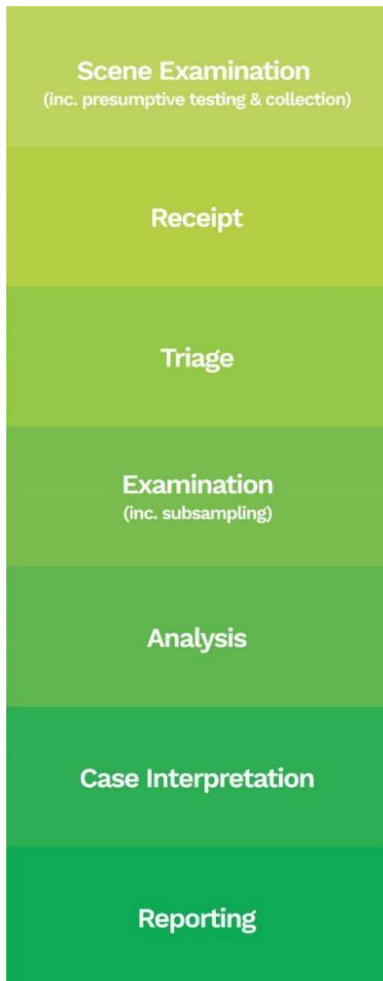 Scene Examination
(inc. presumptive testing & collection)
Receipt
Triage
Examination
(inc. subsampling)
Analysis
Case Interpretation
Reporting